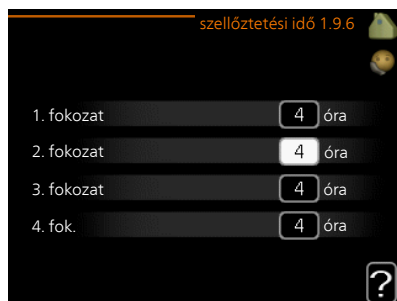 szellőztetési idő 1.9.6
1. fokozat 4 óra
2. fokozat 4 óra
3. fokozat 4 óra
4. fok. 4 óra
?